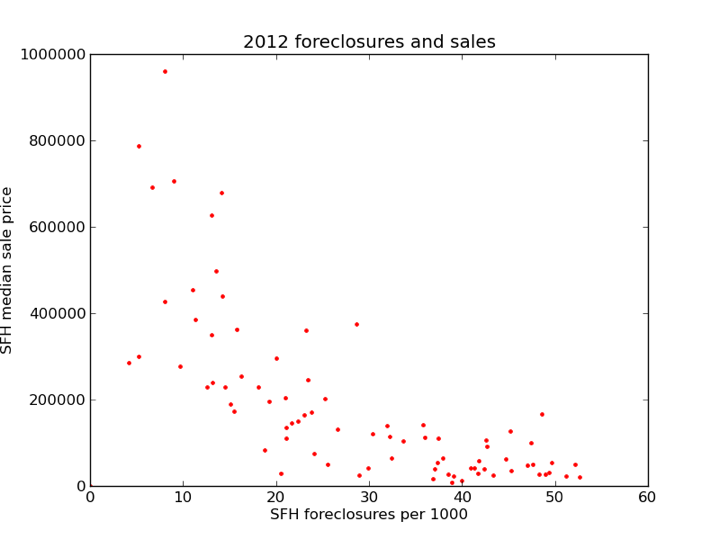 2012 foreclosures and sales
1000000
800000
600000
400000
200000
0
SFH median sale price
0 10 20 30 40 50 60
SFH foreclosures per 1000